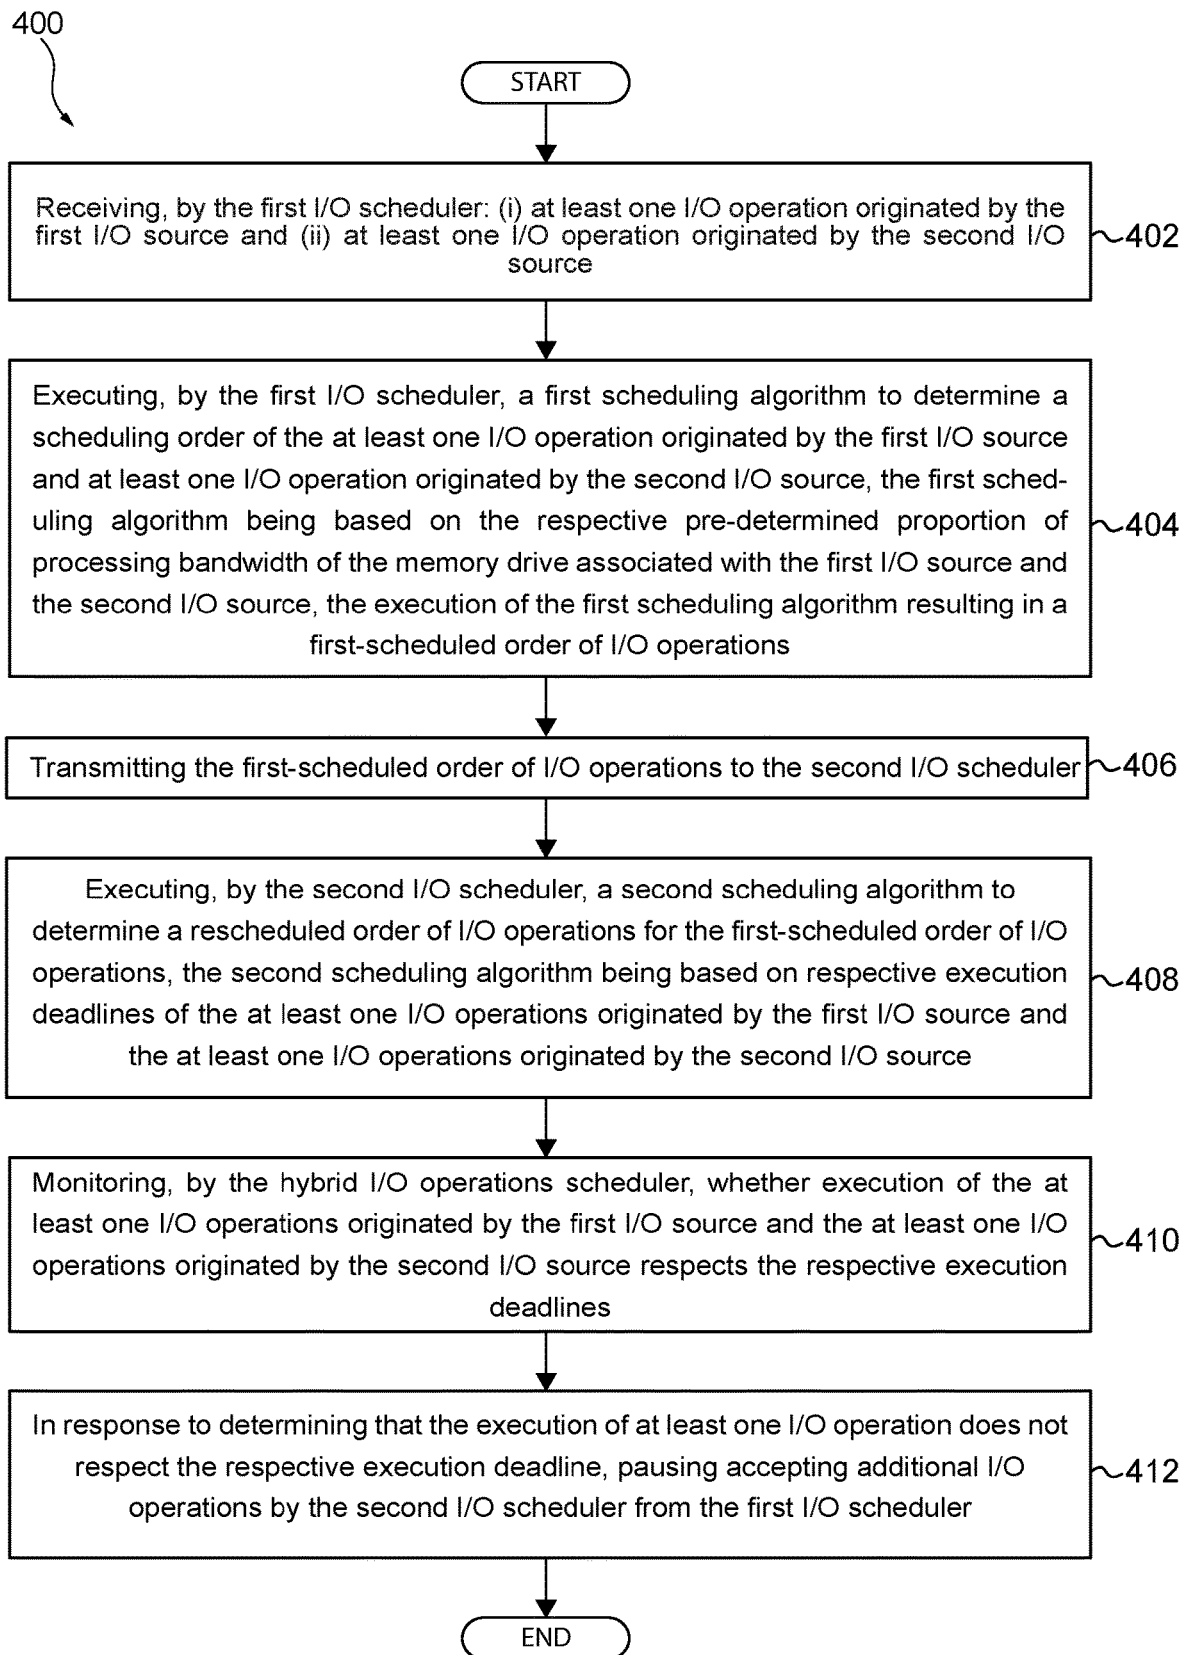 400
START
Receiving, by the first I/O scheduler: (i) at least one I/O operation originated by the
first I/O source and (ii) at least one I/O operation originated by the second I/O
source
402
Executing, by the first I/O scheduler, a first scheduling algorithm to determine a
scheduling order of the at least one I/O operation originated by the first I/O source
and at least one I/O operation originated by the second I/O source, the first sched-
uling algorithm being based on the respective pre-determined proportion of
processing bandwidth of the memory drive associated with the first I/O source and
the second I/O source, the execution of the first scheduling algorithm resulting in a
first-scheduled order of I/O operations
404
Transmitting the first-scheduled order of I/O operations to the second I/O scheduler
406
Executing, by the second I/O scheduler, a second scheduling algorithm to
determine a rescheduled order of I/O operations for the first-scheduled order of I/O
operations, the second scheduling algorithm being based on respective execution
deadlines of the at least one I/O operations originated by the first I/O source and
the at least one I/O operations originated by the second I/O source
408
Monitoring, by the hybrid I/O operations scheduler, whether execution of the at
least one I/O operations originated by the first I/O source and the at least one I/O
operations originated by the second I/O source respects the respective execution
deadlines
410
In response to determining that the execution of at least one I/O operation does not
respect the respective execution deadline, pausing accepting additional I/O
operations by the second I/O scheduler from the first I/O scheduler
412
END